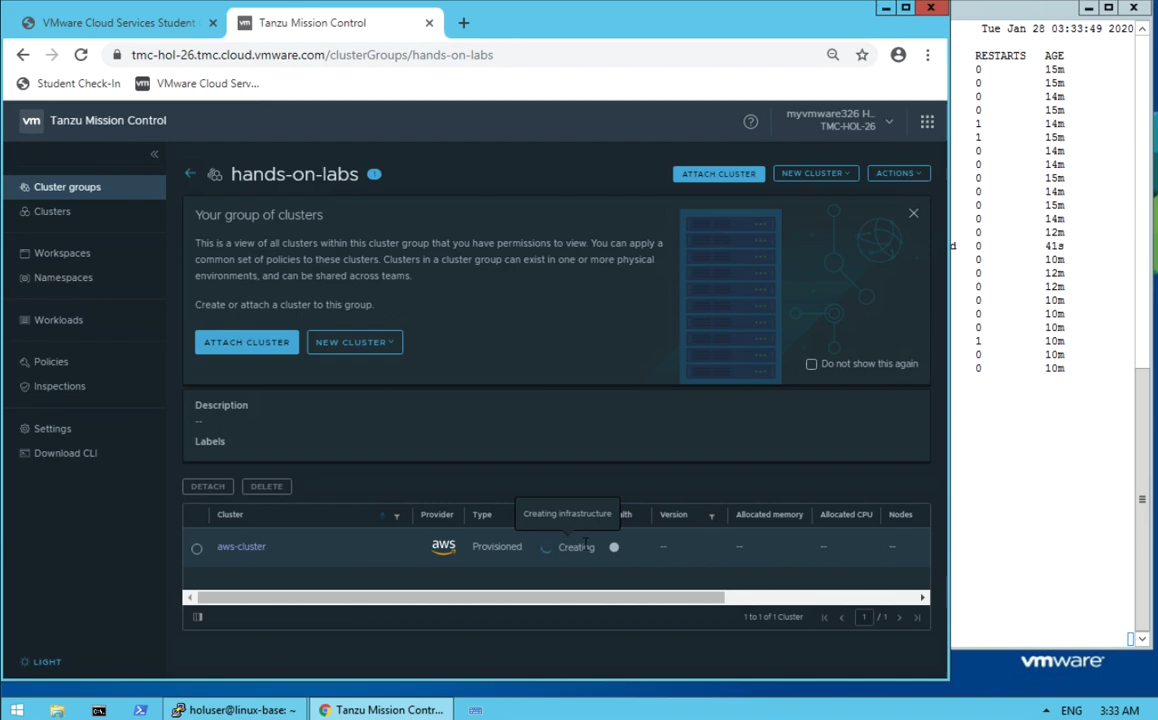 VMware Cloud Services Student
Tanzu Mission Control
tmc-hol-26.tmc.cloud.vmware.com/clusterGroups/hands-on-labs
Student Check-In
vm
VMware Cloud Serv...
vm
Tanzu Mission Control
myvmware326 H...
TMC-HOL-26
Cluster groups
Clusters
Workspaces
Namespaces
Workloads
Policies
Inspections
Settings
Download CLI
LIGHT
hands-on-labs
1
ATTACH CLUSTER
NEW CLUSTER
ACTIONS
Your group of clusters
This is a view of all clusters within this cluster group that you have permissions to view. You can apply a
common set of policies to these clusters. Clusters in a cluster group can exist in one or more physical
environments, and can be shared across teams.
Create or attach a cluster to this group.
ATTACH CLUSTER
NEW CLUSTER
Do not show this again
Description
--
Labels
DETACH
DELETE
Creating infrastructure
Cluster Provider Type lth Version Allocated memory Allocated CPU Nodes
aws-cluster aws Provisioned Creating -- -- -- --
1 to 1 of 1 Cluster
1 / 1
Tue Jan 28 03:33:49 2020
RESTARTS AGE
0 15m
0 15m
0 14m
0 15m
1 14m
1 15m
0 14m
0 14m
0 15m
0 14m
0 15m
0 14m
0 12m
d 0 41s
0 10m
0 12m
0 12m
0 10m
0 10m
0 10m
1 10m
0 10m
0 10m
vmware
holuser@linux-base: ~
Tanzu Mission Contr...
ENG
3:33 AM